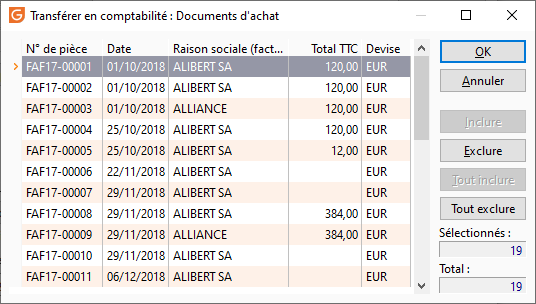 Transférer en comptabilité : Documents d'achat
N° de pièce Date Raison sociale (fact... Total TTC Devise
FAF17-00001 01/10/2018 ALIBERT SA 120,00 EUR
FAF17-00002 01/10/2018 ALIBERT SA 120,00 EUR
FAF17-00003 01/10/2018 ALLIANCE 120,00 EUR
FAF17-00004 25/10/2018 ALIBERT SA 120,00 EUR
FAF17-00005 25/10/2018 ALIBERT SA 12,00 EUR
FAF17-00006 22/11/2018 ALIBERT SA EUR
FAF17-00007 29/11/2018 ALIBERT SA EUR
FAF17-00008 29/11/2018 ALIBERT SA 384,00 EUR
FAF17-00009 29/11/2018 ALLIANCE 384,00 EUR
FAF17-00010 29/11/2018 ALIBERT SA EUR
FAF17-00011 06/12/2018 ALIBERT SA EUR
OK
Annuler
Inclure
Exclure
Tout inclure
Tout exclure
Sélectionnés :
19
Total :
19